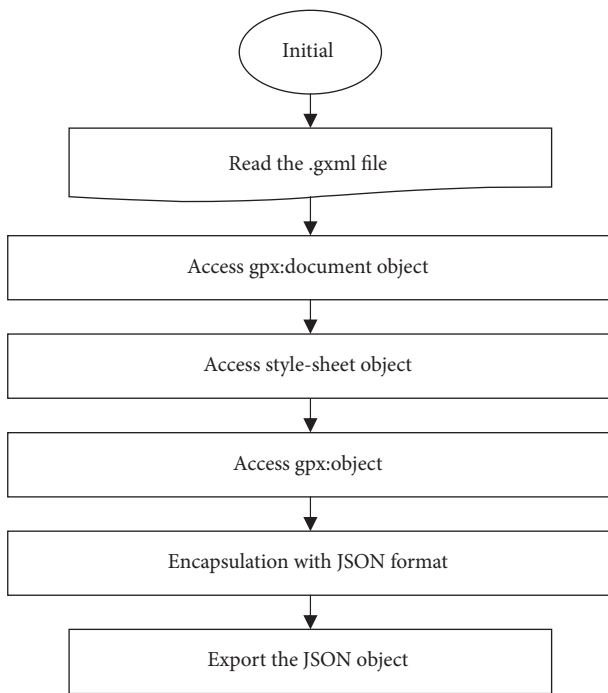 Initial
Read the .gxml file
Access gpx:document object
Access style-sheet object
Access gpx:object
Encapsulation with JSON format
Export the JSON object